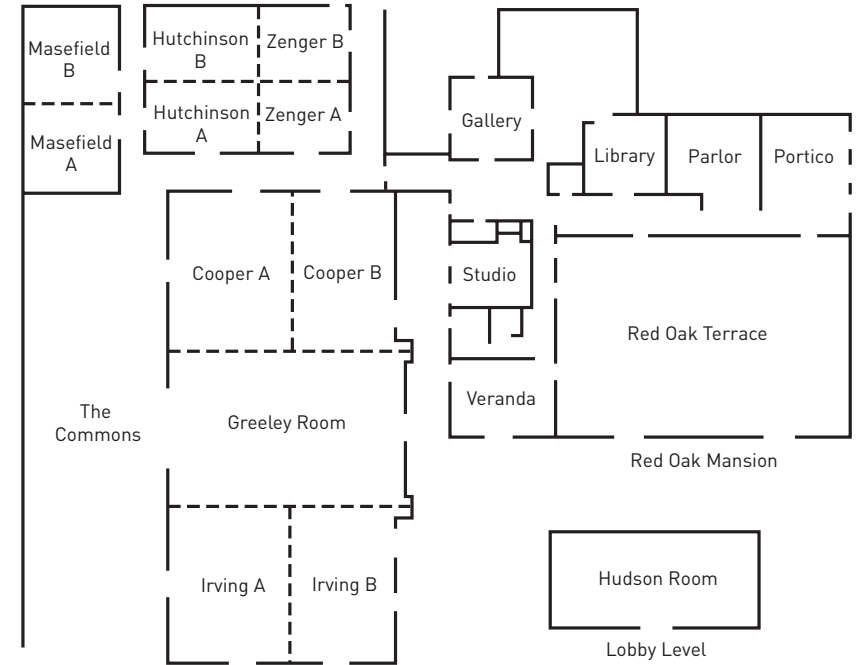 Masefield
B
Hutchinson
B
Zenger B
Masefield
A
Hutchinson
A
Zenger A
Gallery
Library
Parlor
Portico
Cooper A
Cooper B
Studio
Red Oak Terrace
Veranda
The
Commons
Greeley Room
Red Oak Mansion
Irving A
Irving B
Hudson Room
Lobby Level